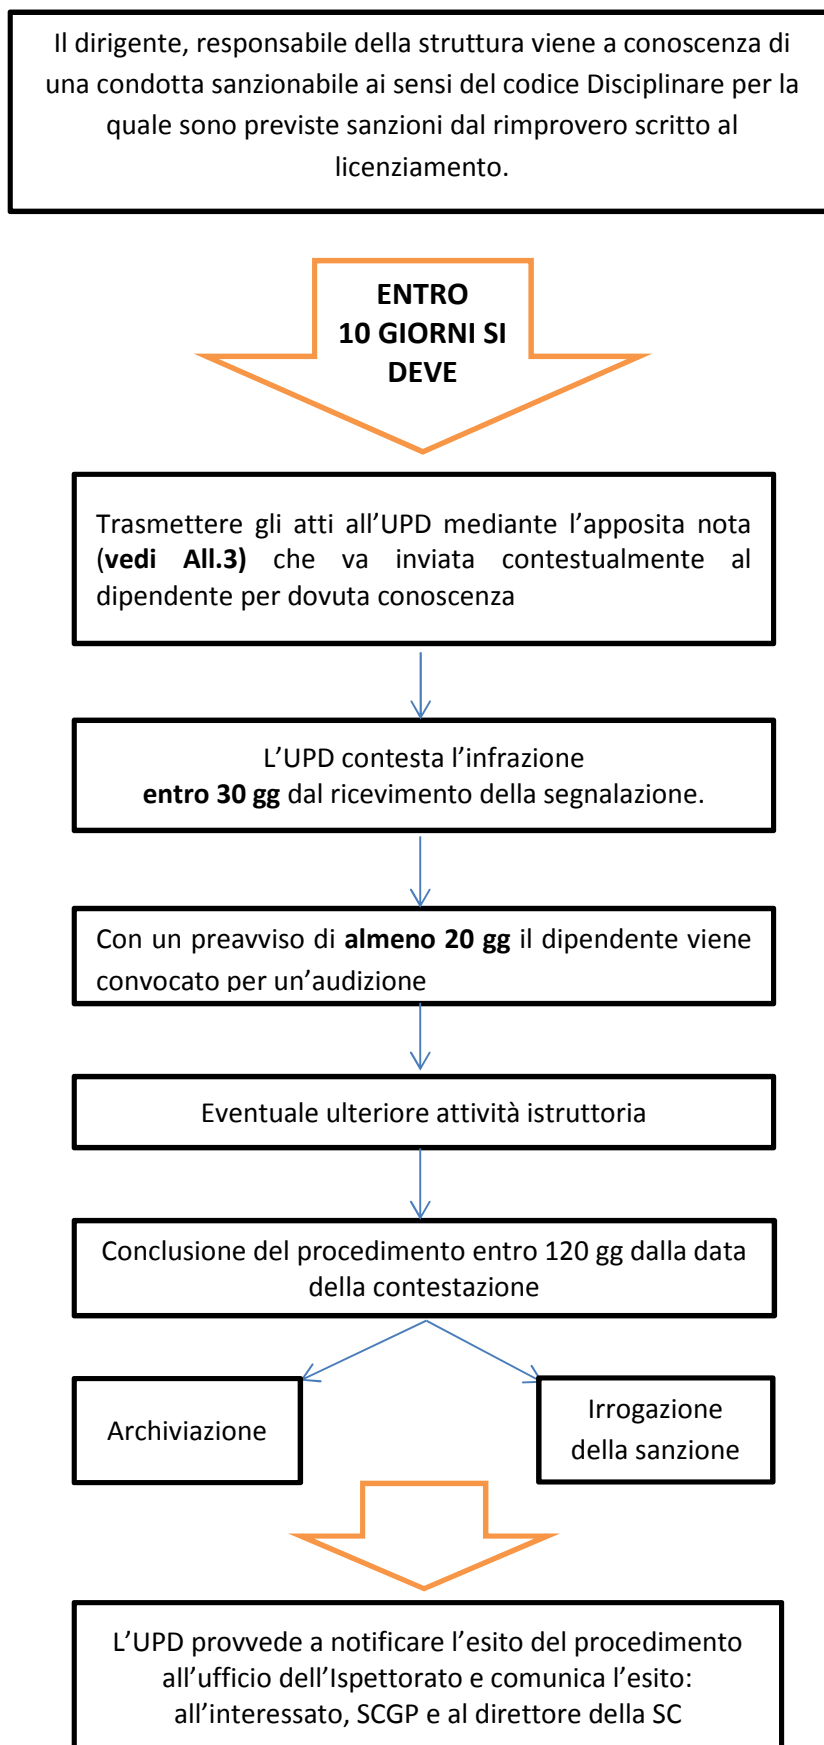 Il dirigente, responsabile della struttura viene a conoscenza di
una condotta sanzionabile ai sensi del codice Disciplinare per la
quale sono previste sanzioni dal rimprovero scritto al
licenziamento.
ENTRO
10 GIORNI SI
DEVE
Trasmettere gli atti all’UPD mediante l’apposita nota
(vedi All.3) che va inviata contestualmente al
dipendente per dovuta conoscenza
L’UPD contesta l’infrazione
entro 30 gg dal ricevimento della segnalazione.
Con un preavviso di almeno 20 gg il dipendente viene
convocato per un’audizione
Eventuale ulteriore attività istruttoria
Conclusione del procedimento entro 120 gg dalla data
della contestazione
Archiviazione
Irrogazione
della sanzione
L’UPD provvede a notificare l’esito del procedimento
all’ufficio dell’Ispettorato e comunica l’esito:
all’interessato, SCGP e al direttore della SC